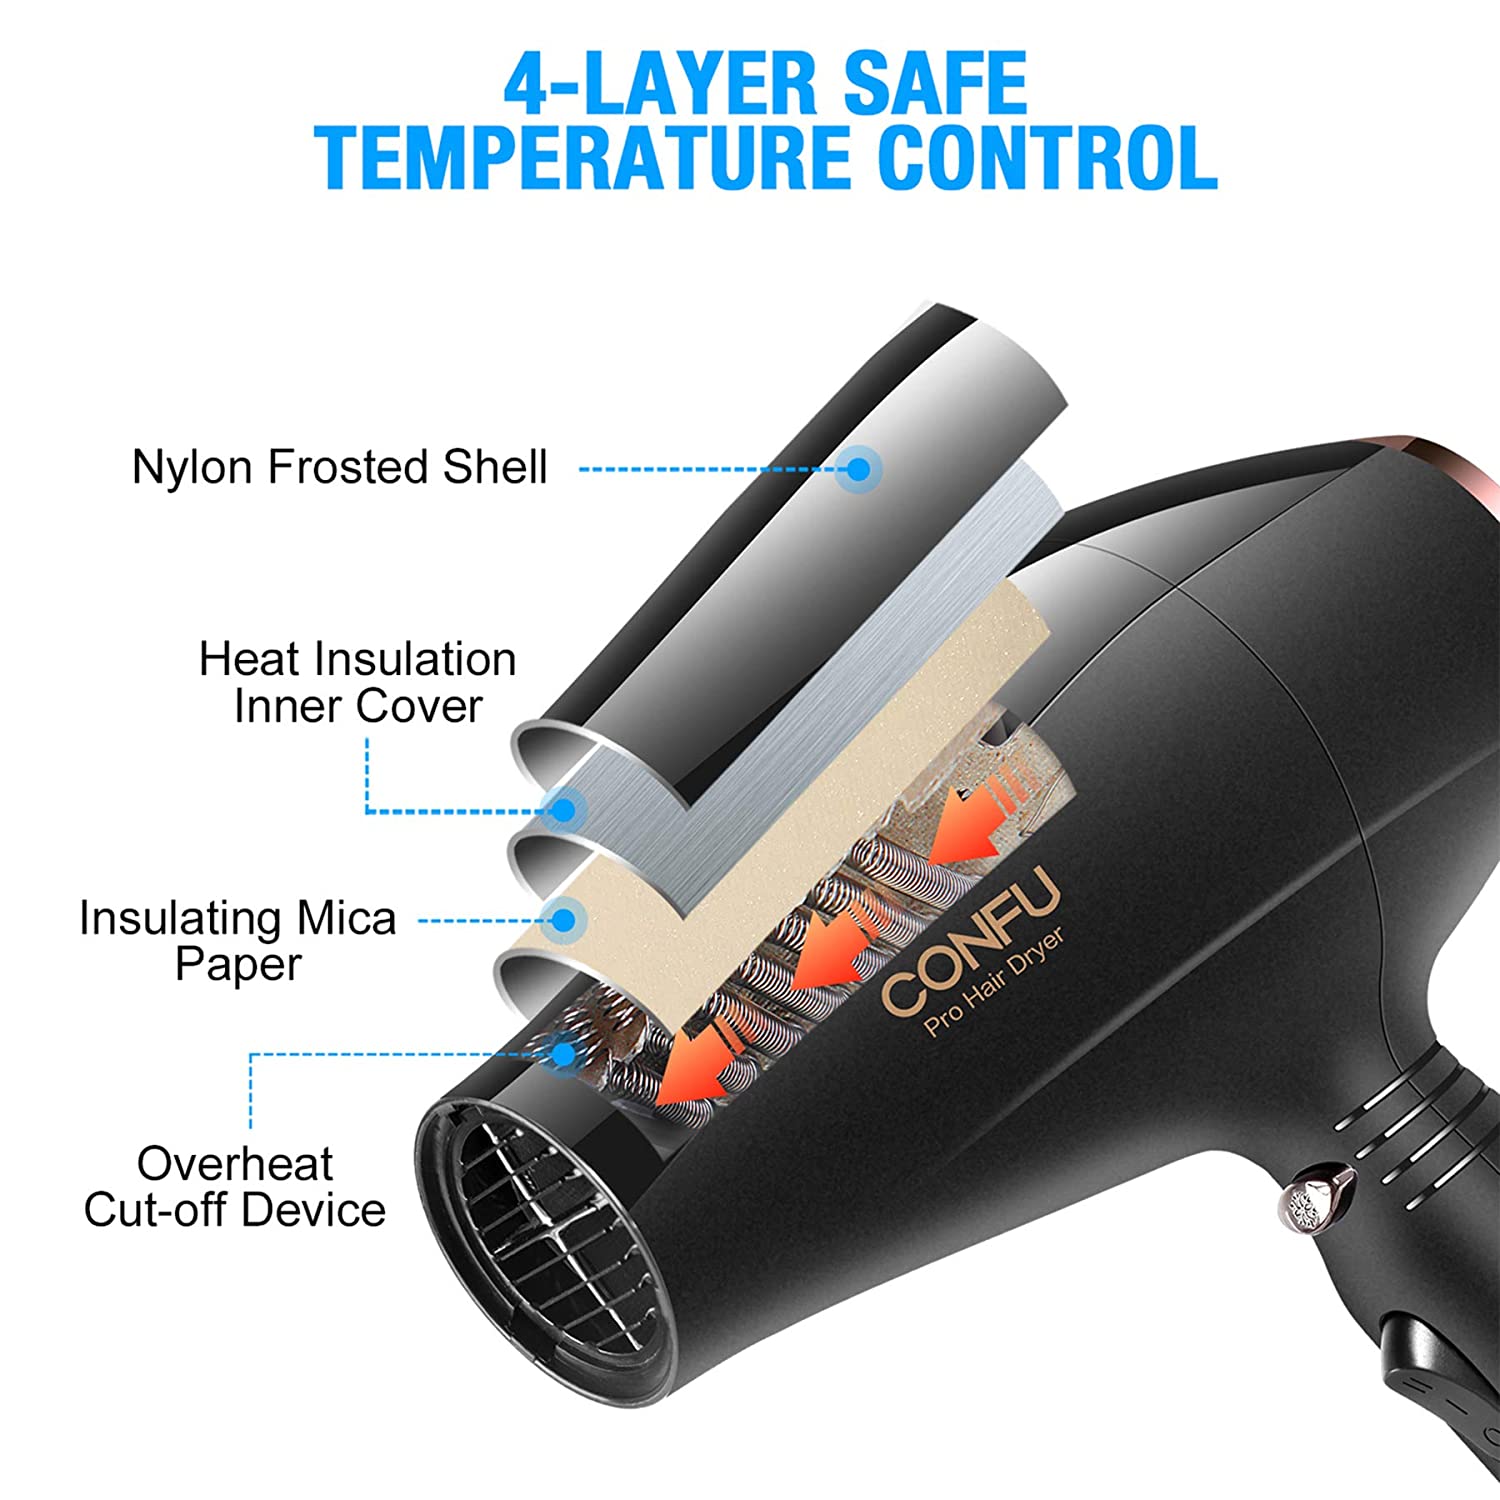 4-LAYER SAFE
TEMPERATURE CONTROL
Nylon Frosted Shell
Heat Insulation
Inner Cover
Insulating Mica
Paper
Overheat
Cut-off Device
CONFU
Pro Hair Dryer